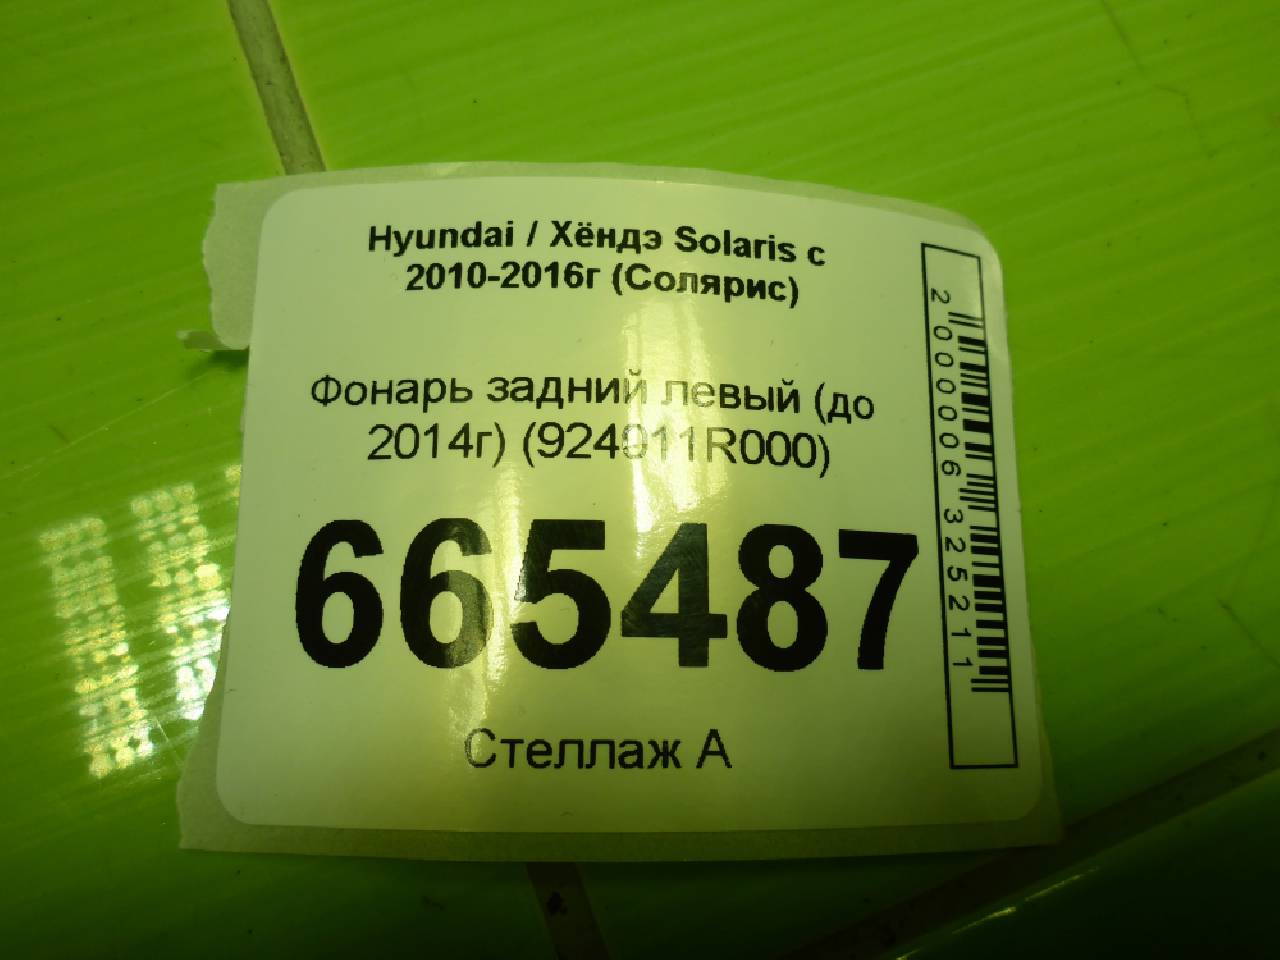 Hyundai / Хёндэ Solaris с
2010-2016г (Солярис)
Фонарь задний левый (до
2014г) (924011R000)
665487
Стеллаж А
2000006325211